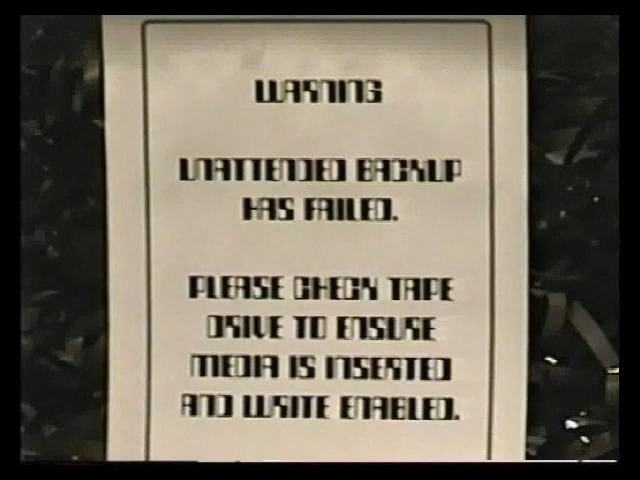 WARNING
UNATTENDED BACKUP
HAS FAILED.
PLEASE CHECK TAPE
DRIVE TO ENSURE
MEDIA IS INSERTED
AND WRITE ENABLED.